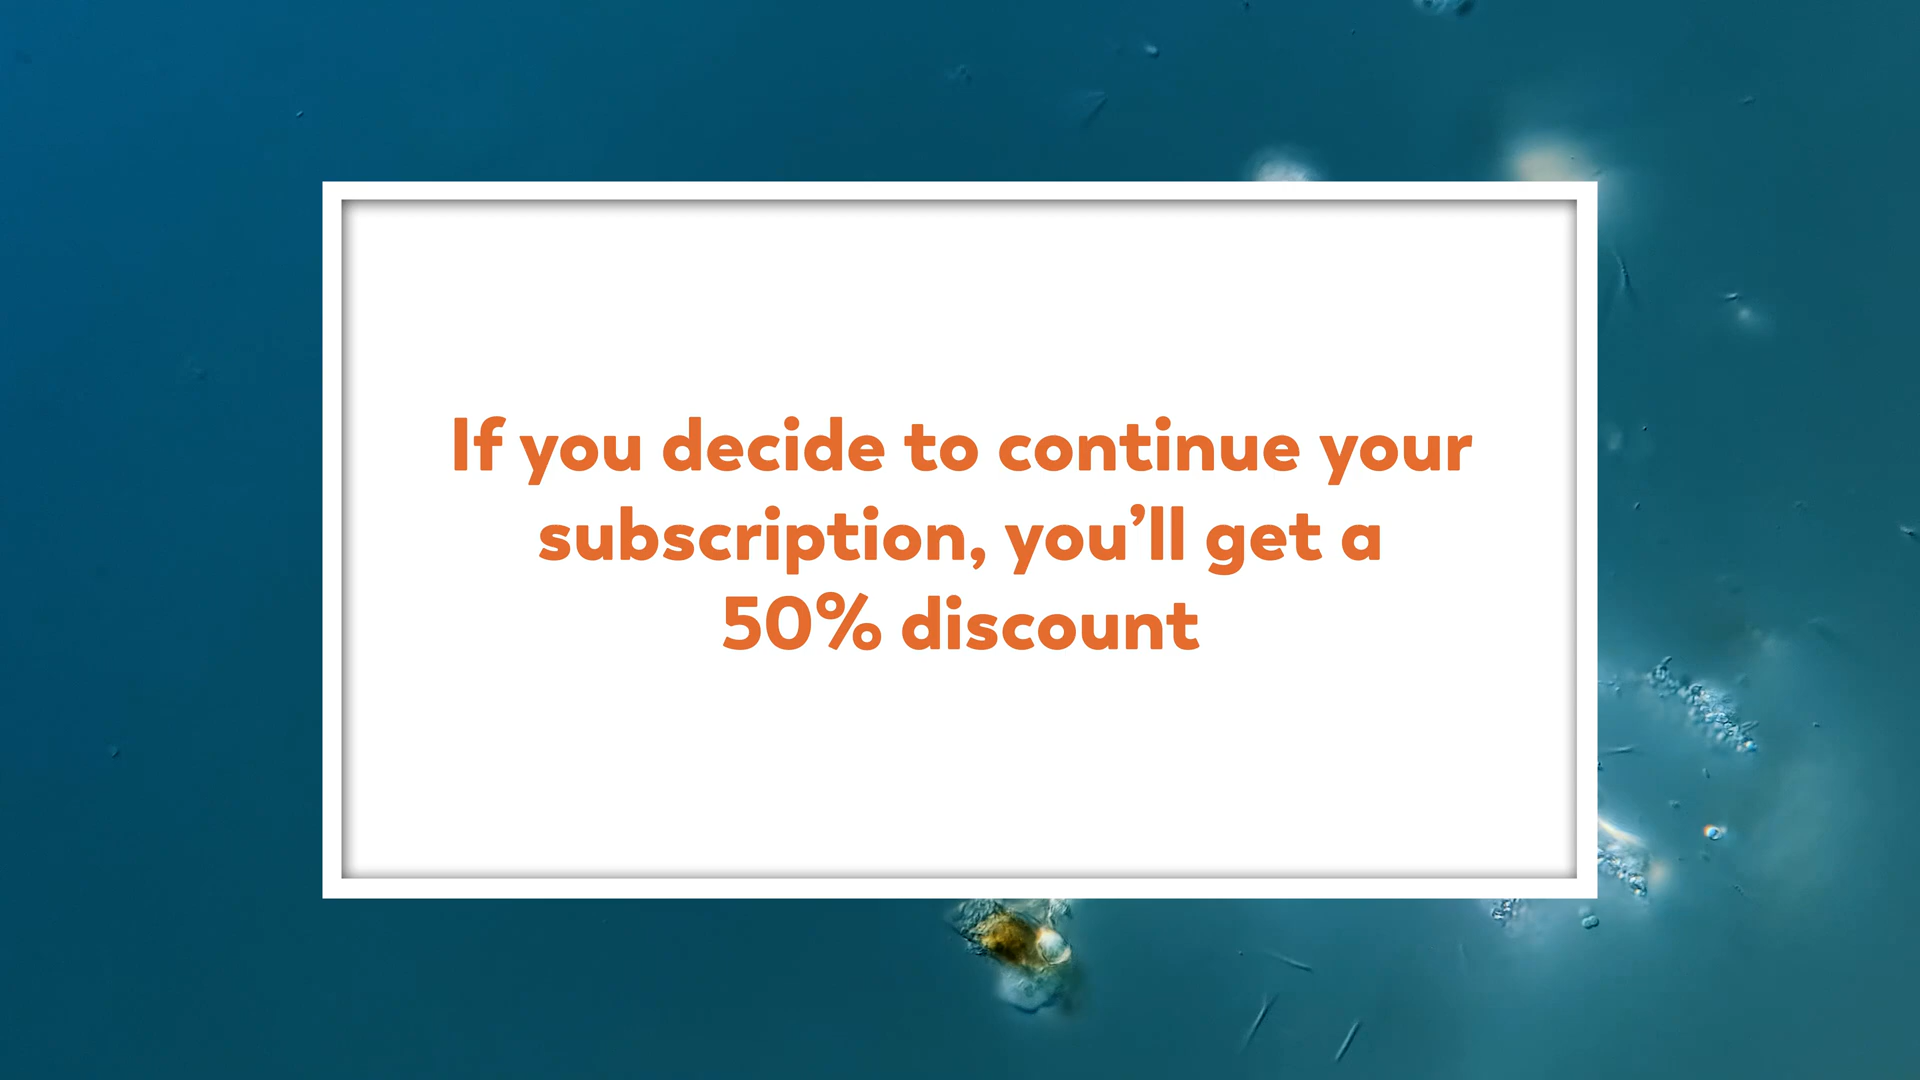 If you decide to continue your
subscription, you’ll get a
50% discount